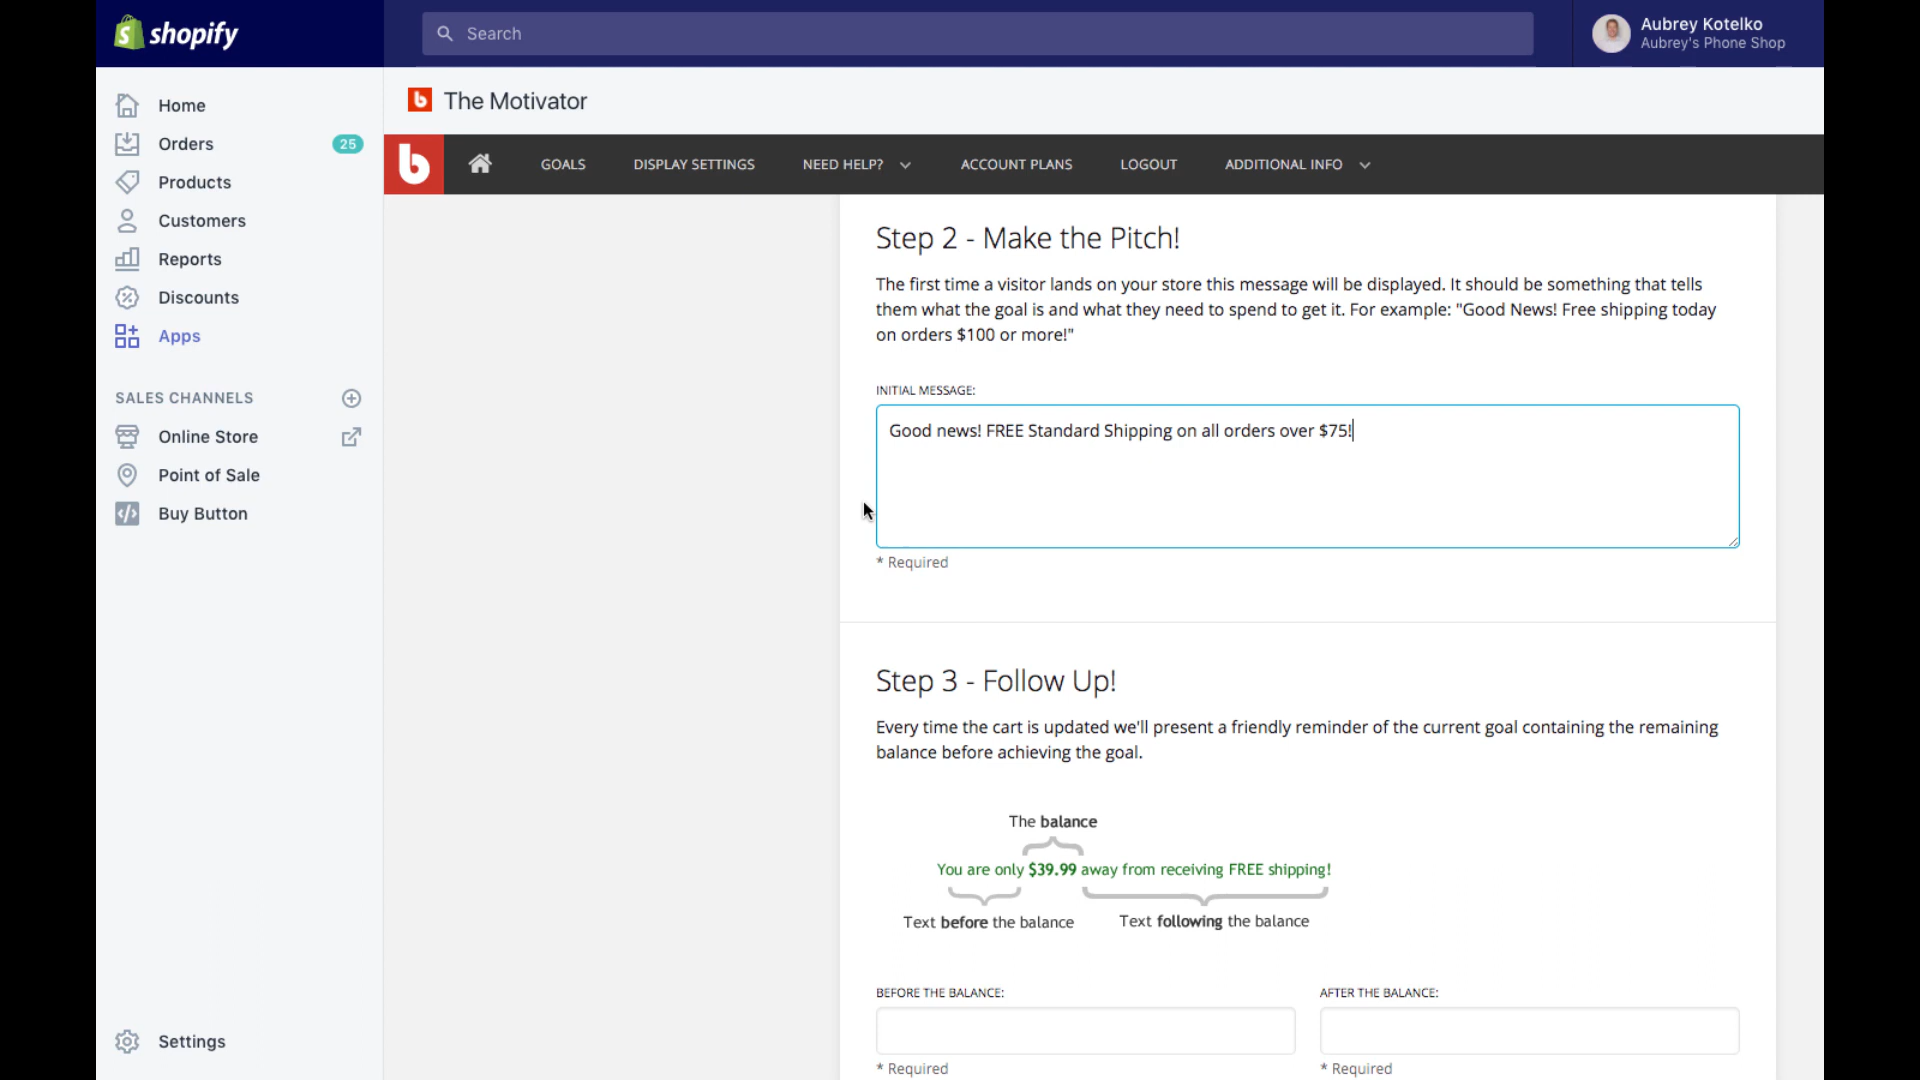 shopify
Search
Aubrey Kotelko
Aubrey's Phone Shop
Home
Orders
25
Products
Customers
Reports
Discounts
Apps
SALES CHANNELS
Online Store
Point of Sale
Buy Button
Settings
b The Motivator
b
GOALS
DISPLAY SETTINGS
NEED HELP?
ACCOUNT PLANS
LOGOUT
ADDITIONAL INFO
Step 2 - Make the Pitch!
The first time a visitor lands on your store this message will be displayed. It should be something that tells
them what the goal is and what they need to spend to get it. For example: "Good News! Free shipping today
on orders $100 or more!"
INITIAL MESSAGE:
Good news! FREE Standard Shipping on all orders over $75!
* Required
Step 3 - Follow Up!
Every time the cart is updated we'll present a friendly reminder of the current goal containing the remaining
balance before achieving the goal.
The balance
You are only $39.99 away from receiving FREE shipping!
Text before the balance
Text following the balance
BEFORE THE BALANCE:
AFTER THE BALANCE:
* Required
* Required